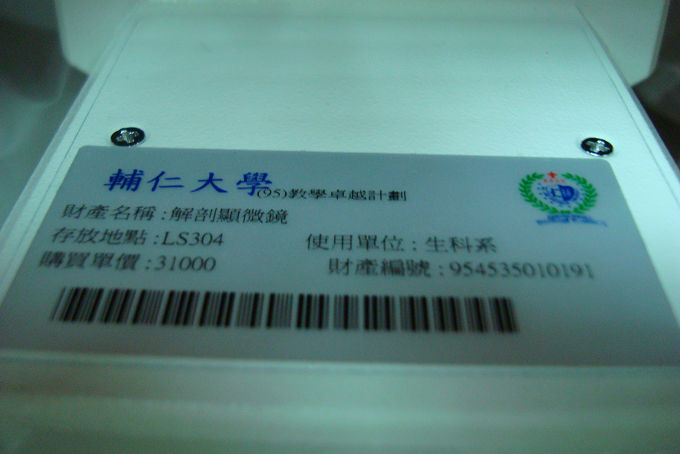 輔仁大學(95)教學卓越計劃
財產名稱:解剖顯微鏡
存放地點:LS304 使用單位:生科系
購買單價:31000 財產編號:954535010191